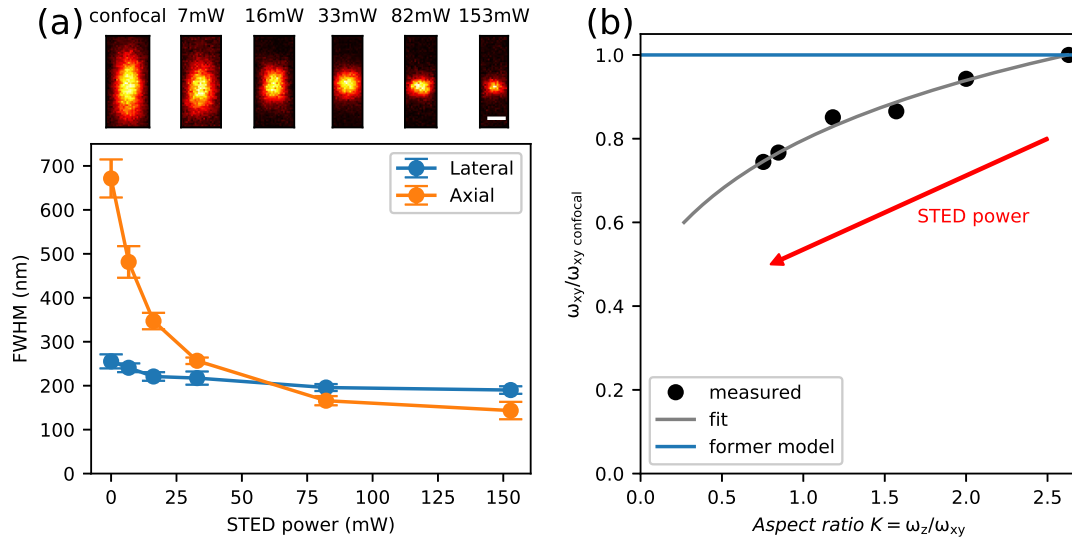 (a)
confocal 7mW 16mW 33mW 82mW 153mW
700
600
500
400
300
200
100
0
FWHM (nm)
Lateral
Axial
0 25 50 75 100 125 150
STED power (mW)
(b)
1.0
0.8
0.6
0.4
0.2
0.0
ωxy/ωxy confocal
STED power
measured
fit
former model
0.0 0.5 1.0 1.5 2.0 2.5
Aspect ratio K = ωz/ωxy